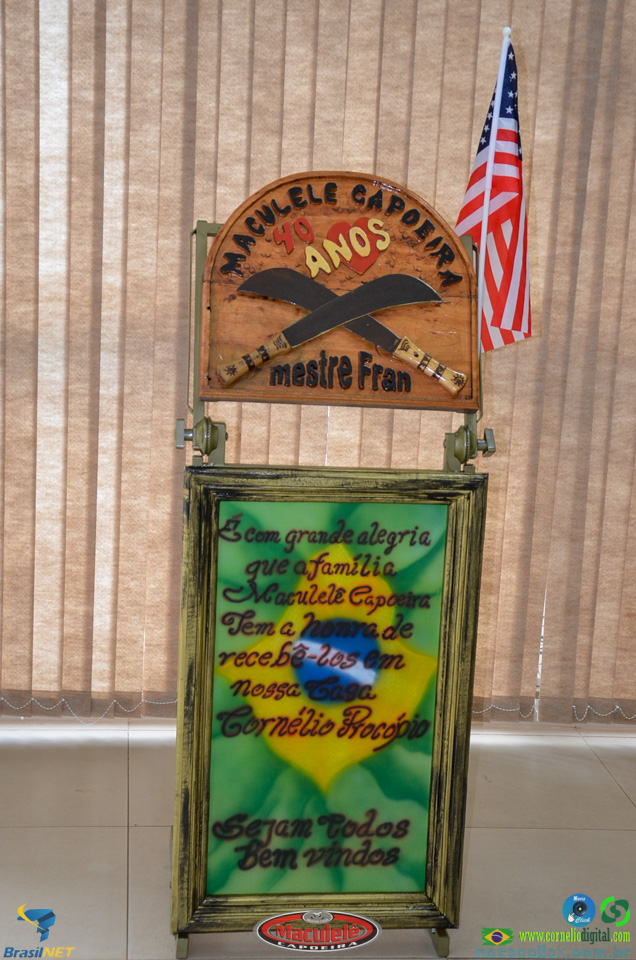 MACULELE CAPOEIRA
40 ANOS
mestre Fran
É com grande alegria
que a família
Maculelê Capoeira
Tem a honra de
recebê-los em
nossa Casa
Cornélio Procópio
Sejam todos
Bem vindos
Maculelê
CAPOEIRA
BrasilNET
www.corneliodigital.com